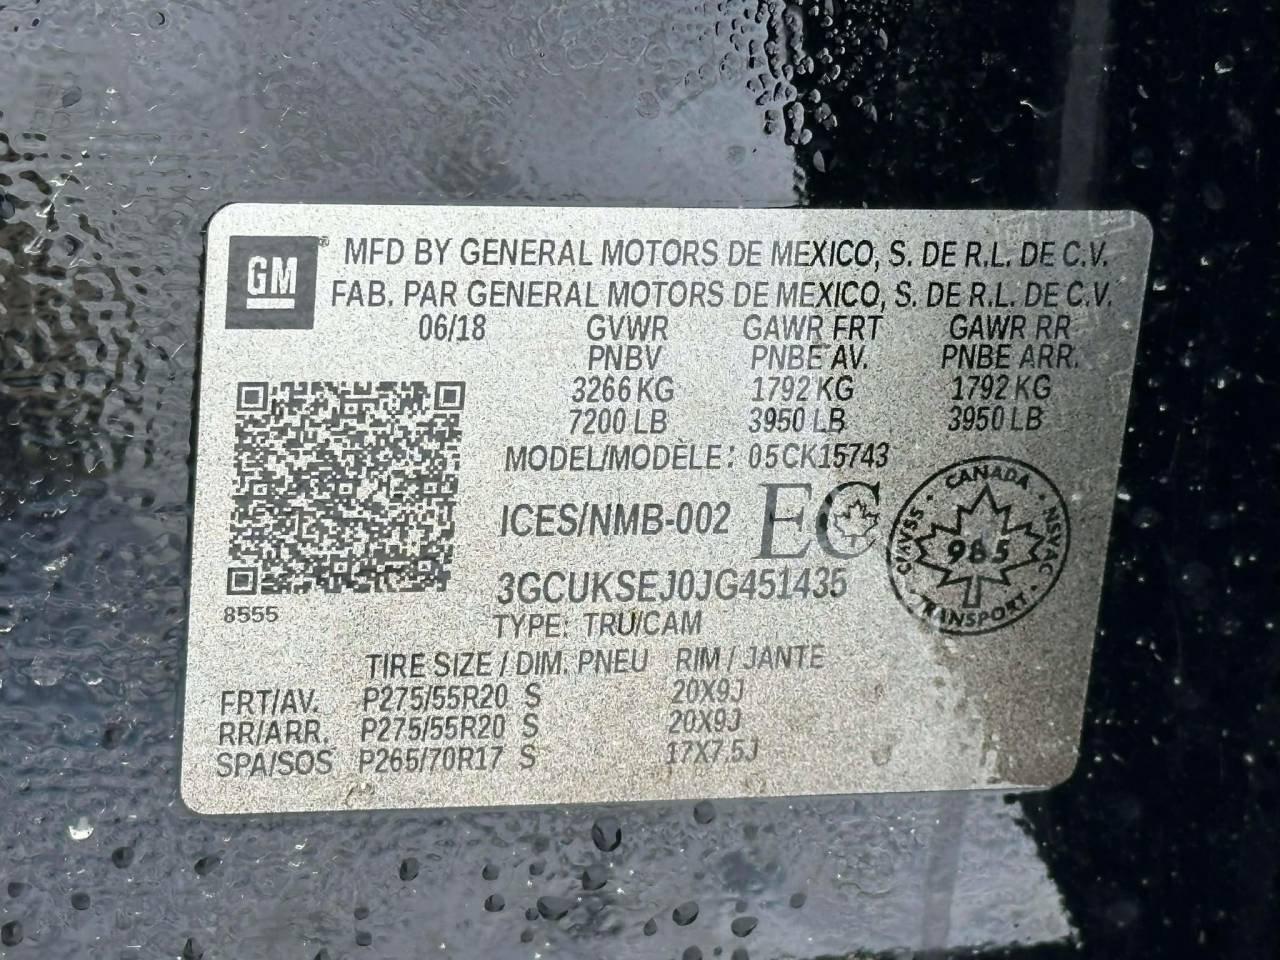 GM® MFD BY GENERAL MOTORS DE MEXICO, S. DE R.L. DE C.V.
FAB. PAR GENERAL MOTORS DE MEXICO, S. DE R.L. DE C.V.
06/18 GVWR GAWR FRT GAWR RR
PNBV PNBE AV. PNBE ARR.
3266 KG 1792 KG 1792 KG
7200 LB 3950 LB 3950 LB
MODEL/MODÈLE: 05CK15743
ICES/NMB-002 EC
CANADA
CMVSS NSVAC
985
TRANSPORT
3GCUKSEJ0JG451435
8555
TYPE: TRU/CAM
TIRE SIZE / DIM. PNEU RIM / JANTE
FRT/AV. P275/55R20 S 20X9J
RR/ARR. P275/55R20 S 20X9J
SPA/SOS P265/70R17 S 17X7.5J